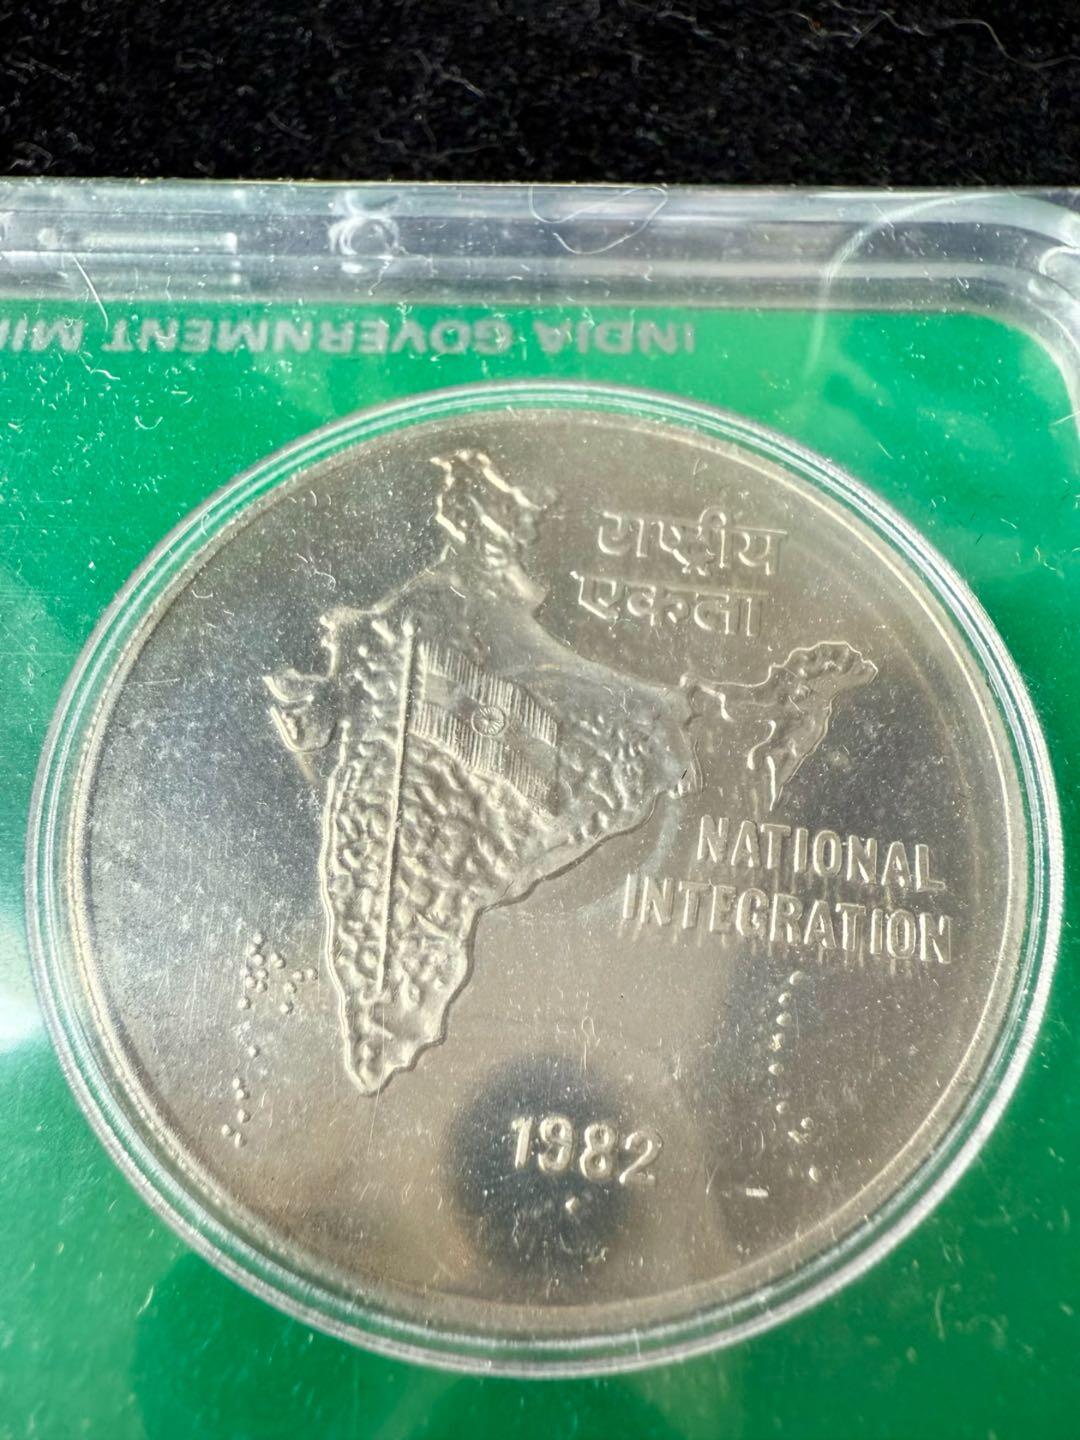 INDIA GOVERNMENT MI
राष्ट्रीय
एकता
NATIONAL
INTEGRATION
1982